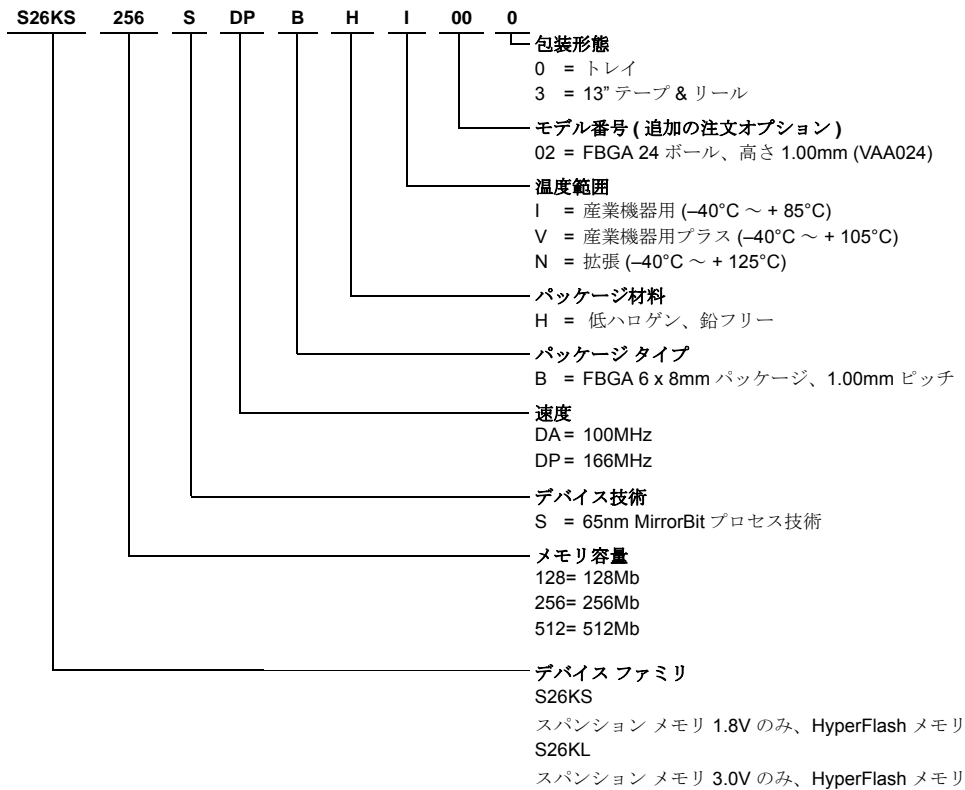 S26KS 256 S DP B H I 00 0
包装形態
0 = トレイ
3 = 13" テープ & リール
モデル番号 ( 追加の注文オプション )
02 = FBGA 24 ボール、高さ 1.00mm (VAA024)
温度範囲
I = 産業機器用 (–40°C ～ + 85°C)
V = 産業機器用プラス (–40°C ～ + 105°C)
N = 拡張 (–40°C ～ + 125°C)
パッケージ材料
H = 低ハロゲン、鉛フリー
パッケージ タイプ
B = FBGA 6 x 8mm パッケージ、1.00mm ピッチ
速度
DA = 100MHz
DP = 166MHz
デバイス技術
S = 65nm MirrorBit プロセス技術
メモリ容量
128= 128Mb
256= 256Mb
512= 512Mb
デバイス ファミリ
S26KS
スパンション メモリ 1.8V のみ、HyperFlash メモリ
S26KL
スパンション メモリ 3.0V のみ、HyperFlash メモリ